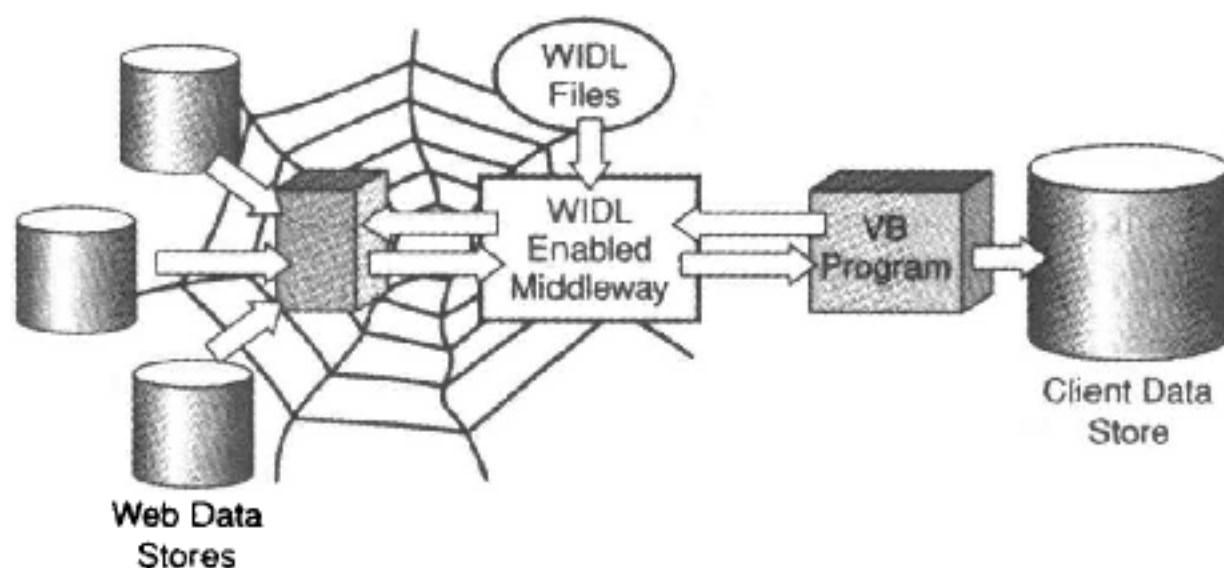 WIDL
Files
WIDL
Enabled
Middleway
VB
Program
Client Data
Store
Web Data
Stores